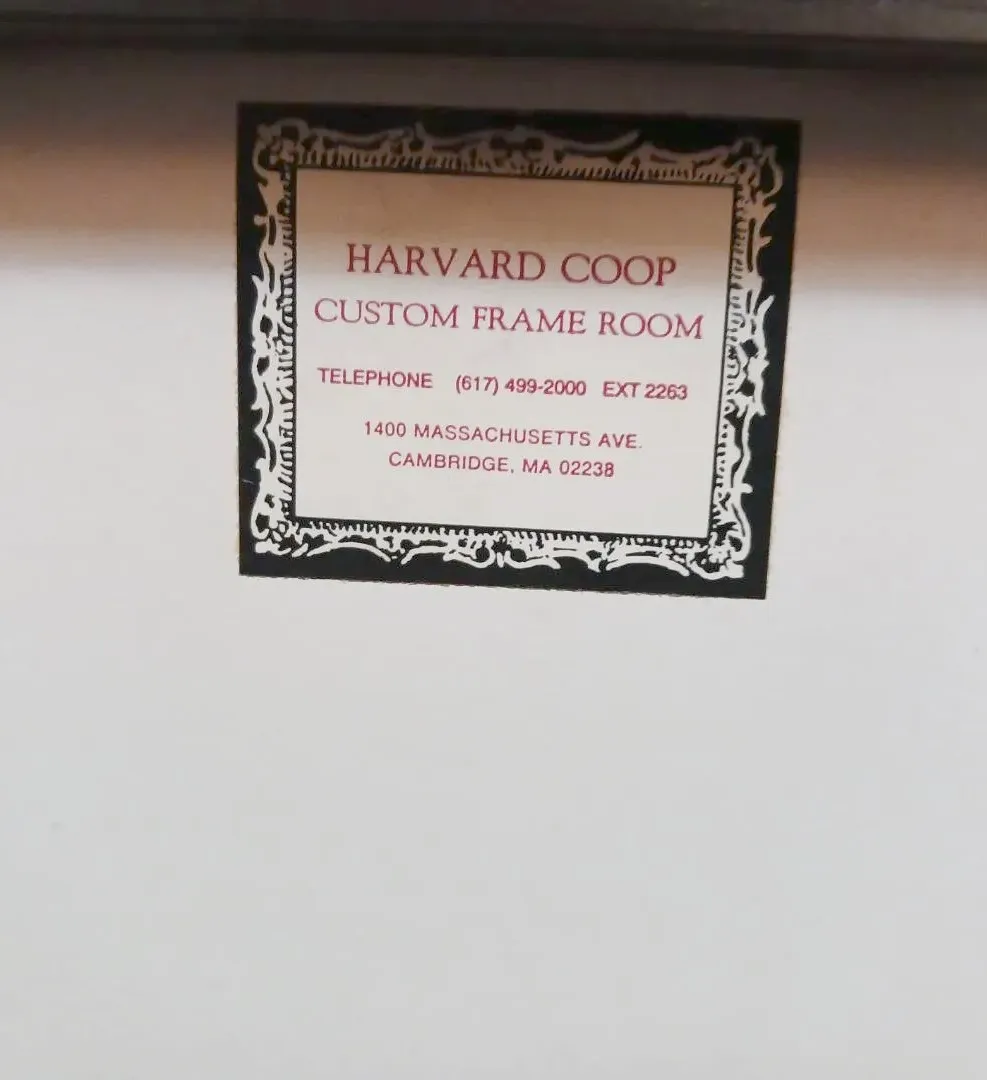 HARVARD COOP
CUSTOM FRAME ROOM
TELEPHONE (617) 499-2000 EXT 2263
1400 MASSACHUSETTS AVE.
CAMBRIDGE, MA 02238